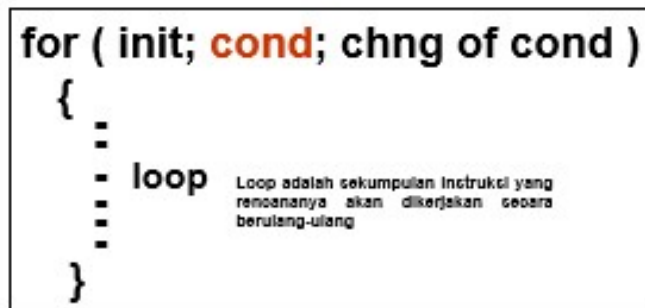 for ( init; cond; chng of cond )
{
loop
Loop adalah sekumpulan instruksi yang
rencananya akan dikerjakan secara
berulang-ulang
}